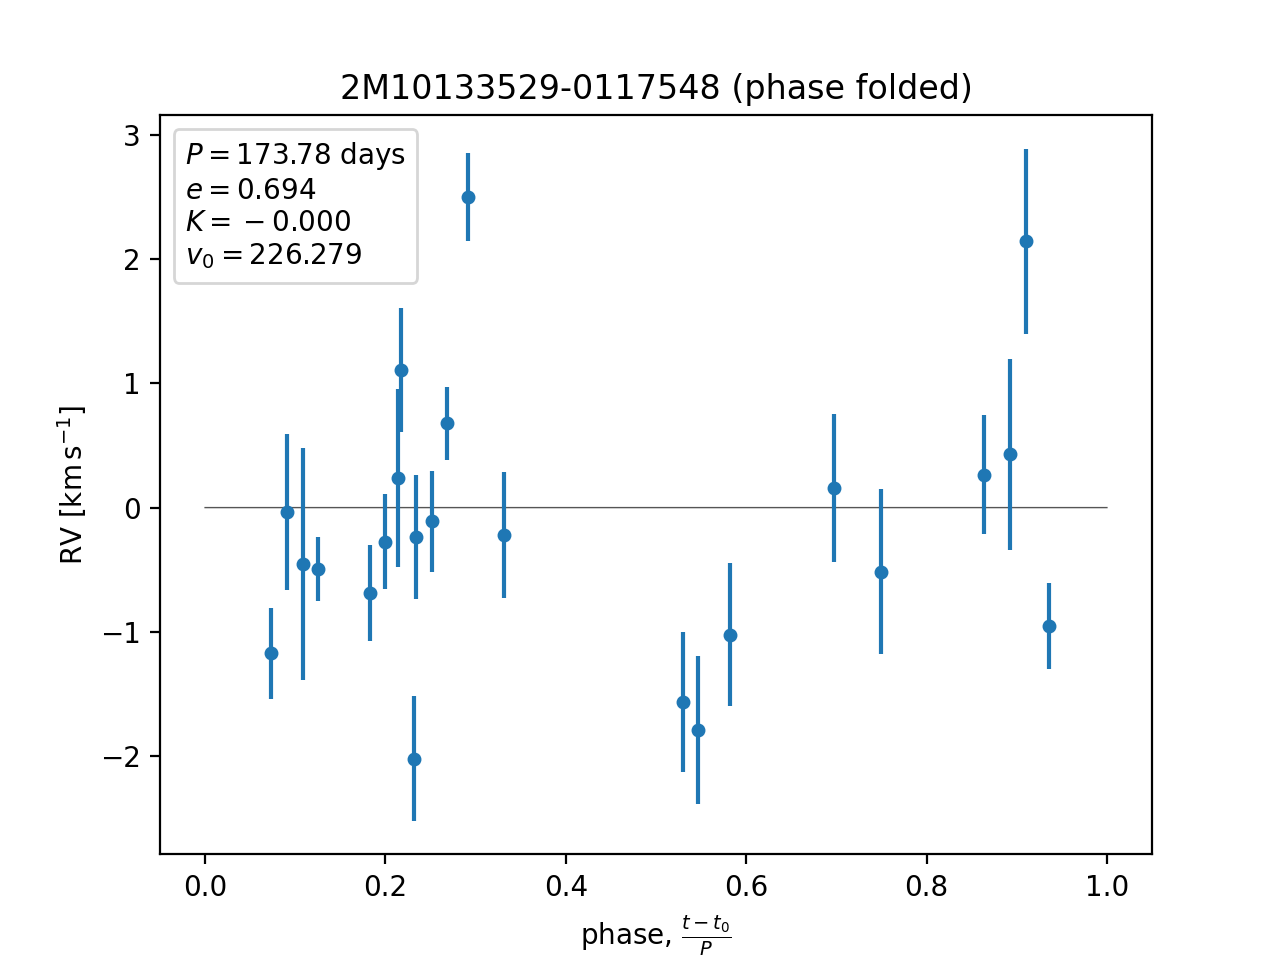 2M10133529-0117548 (phase folded)
P = 173.78 days
e = 0.694
K = −0.000
v₀ = 226.279
3
2
1
0
−1
−2
RV [km s⁻¹]
0.0 0.2 0.4 0.6 0.8 1.0
phase, (t − t₀)/P